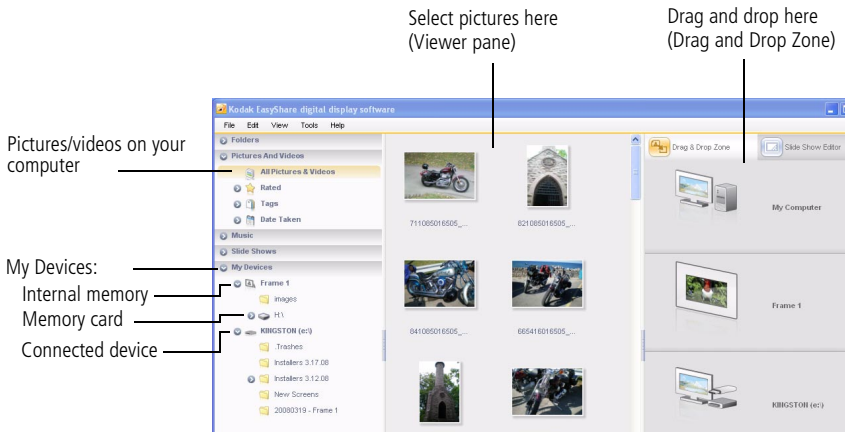 Select pictures here
(Viewer pane)
Drag and drop here
(Drag and Drop Zone)
Pictures/videos on your
computer
My Devices:
Internal memory
Memory card
Connected device
Kodak EasyShare digital display software
File Edit View Tools Help
Folders
Pictures And Videos
All Pictures & Videos
Rated
Tags
Date Taken
Music
Slide Shows
My Devices
Frame 1
images
H:\
KINGSTON (e:\)
.Trashes
Installers 3.17.08
Installers 3.12.08
New Screens
20080319 - Frame 1
711085016505_...
821085016505_...
841085016505_...
665416016505_...
Drag & Drop Zone
Slide Show Editor
My Computer
Frame 1
KINGSTON (e:\)